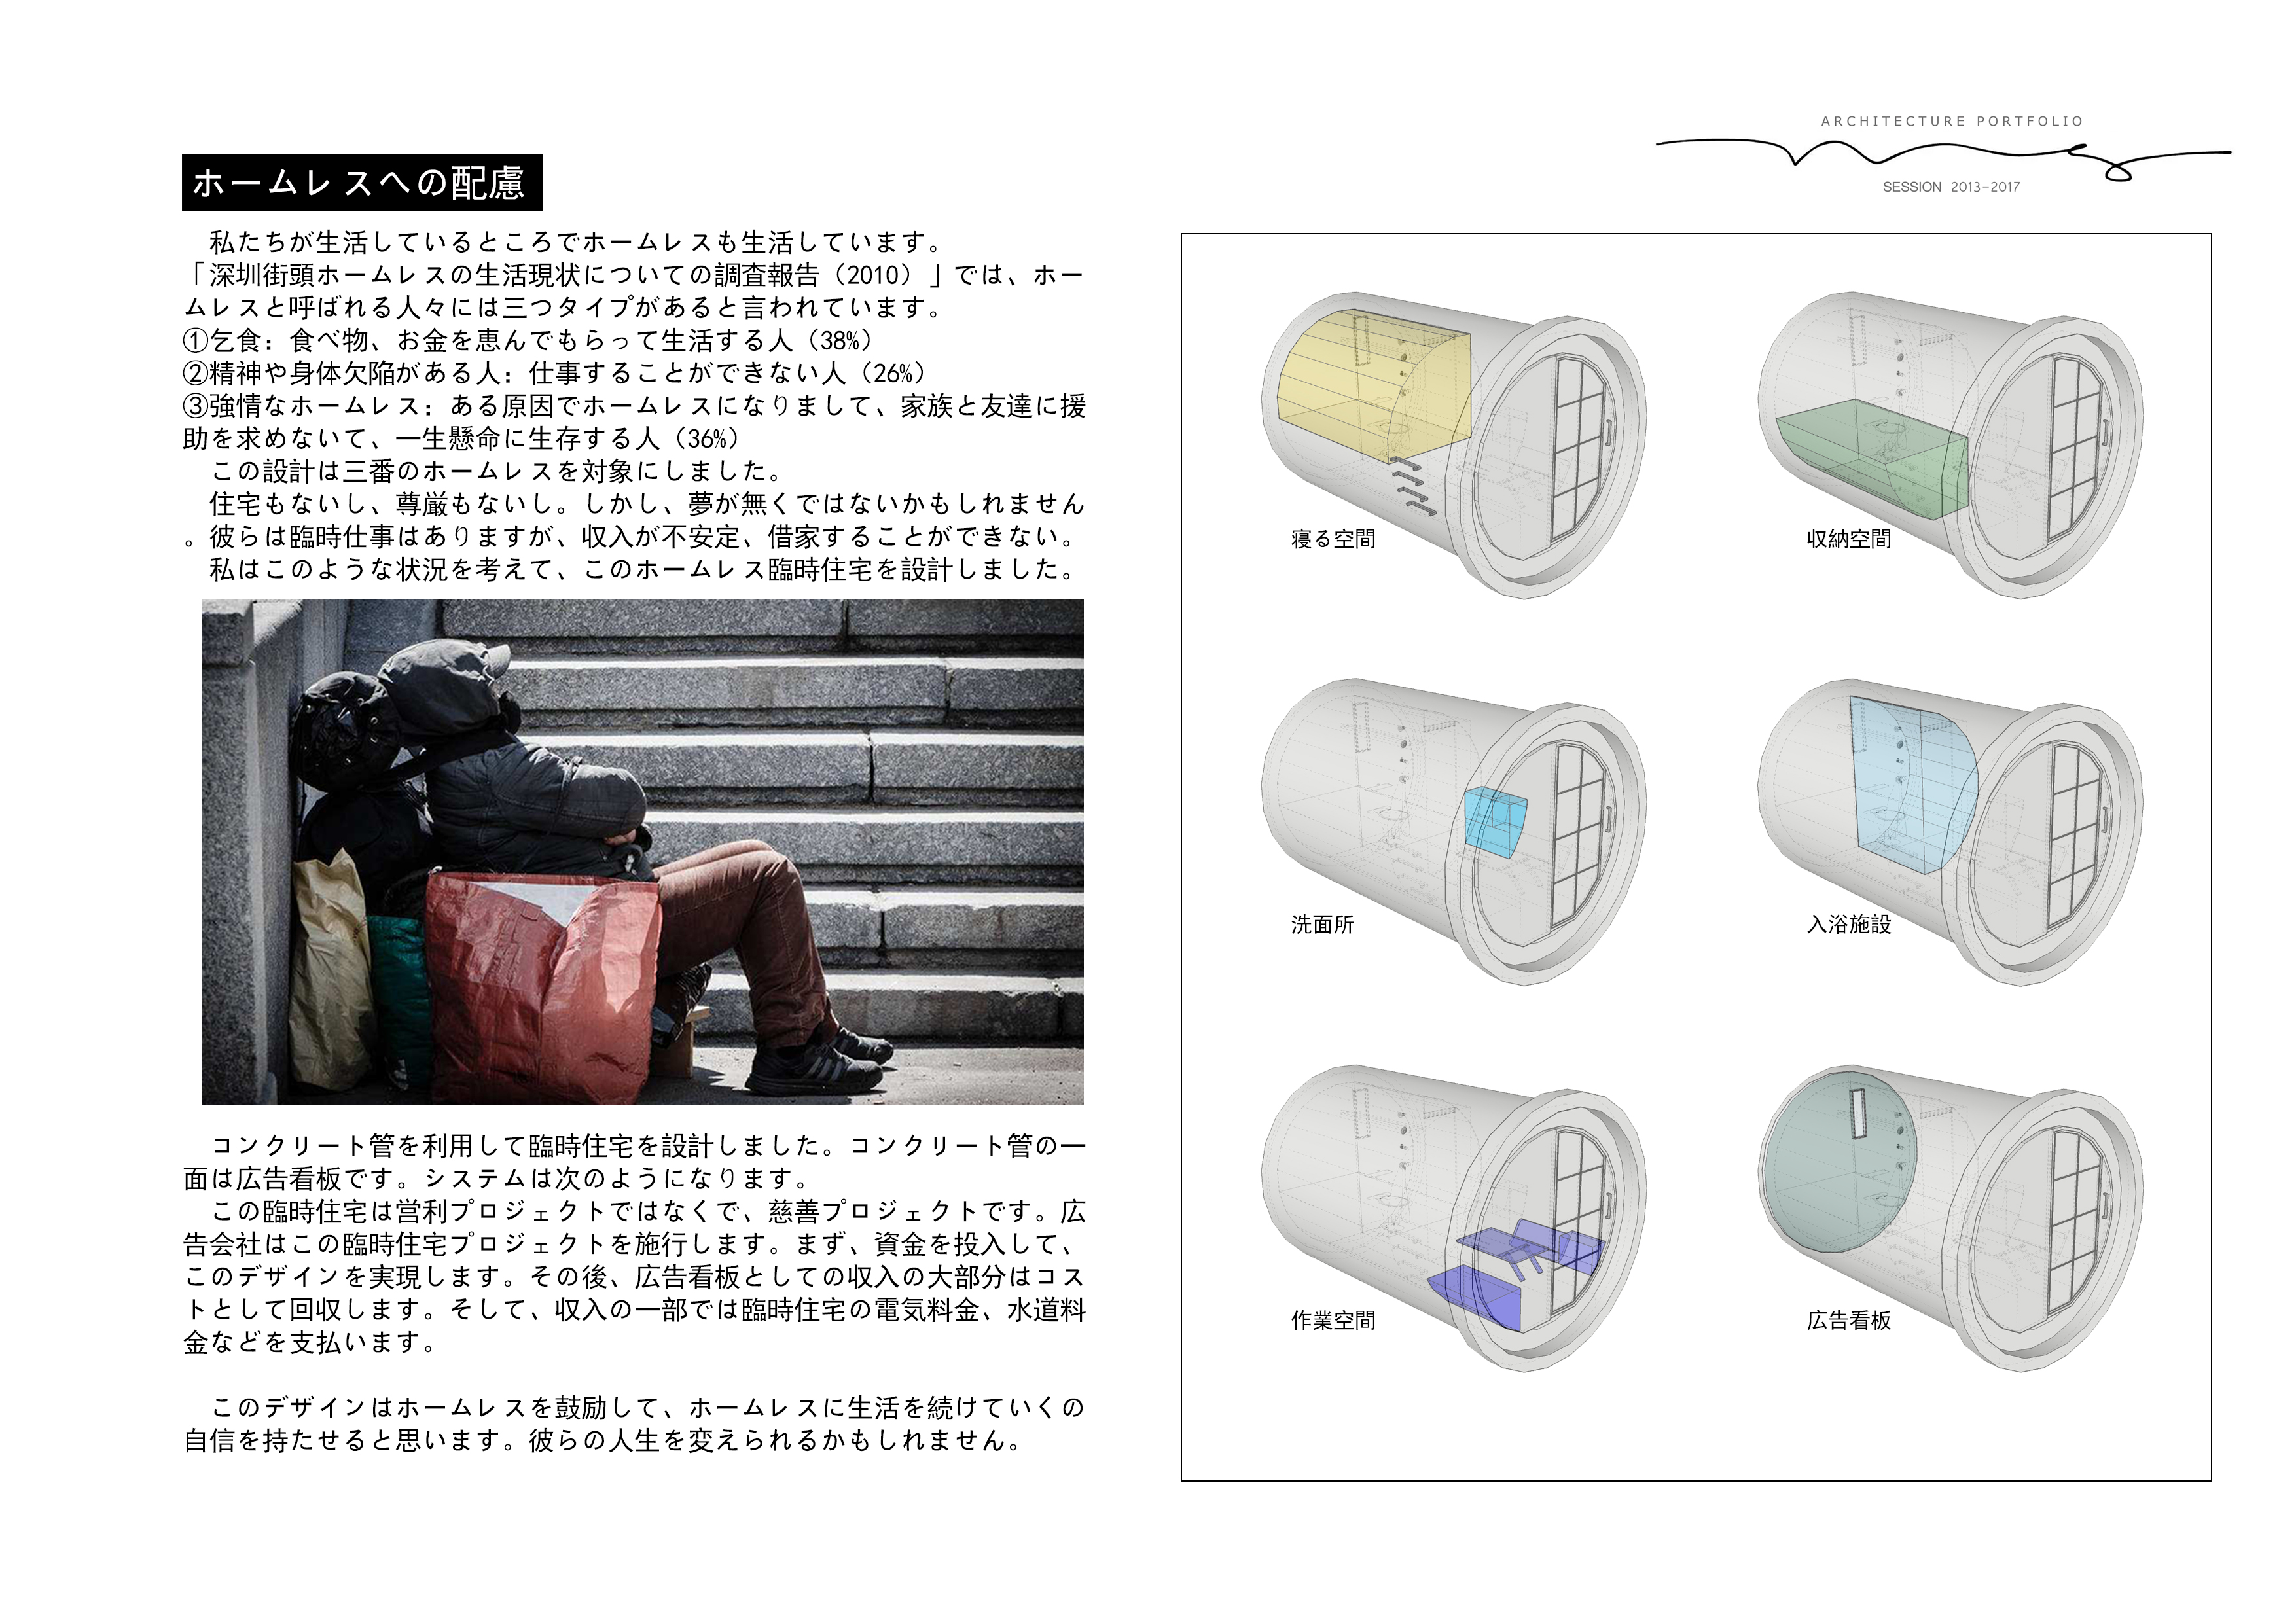 ARCHITECTURE PORTFOLIO
SESSION 2013-2017
ホームレスへの配慮
私たちが生活しているところでホームレスも生活しています。
「深圳街頭ホームレスの生活現状についての調査報告（2010）」では、ホー
ムレスと呼ばれる人々には三つタイプがあると言われています。
①乞食：食べ物、お金を恵んでもらって生活する人（38%）
②精神や身体欠陥がある人：仕事することができない人（26%）
③強情なホームレス：ある原因でホームレスになりまして、家族と友達に援
助を求めないて、一生懸命に生存する人（36%）
この設計は三番のホームレスを対象にしました。
住宅もないし、尊厳もないし。しかし、夢が無くではないかもしれません
。彼らは臨時仕事はありますが、収入が不安定、借家することができない。
私はこのような状況を考えて、このホームレス臨時住宅を設計しました。
コンクリート管を利用して臨時住宅を設計しました。コンクリート管の一
面は広告看板です。システムは次のようになります。
この臨時住宅は営利プロジェクトではなくで、慈善プロジェクトです。広
告会社はこの臨時住宅プロジェクトを施行します。まず、資金を投入して、
このデザインを実現します。その後、広告看板としての収入の大部分はコス
トとして回収します。そして、収入の一部では臨時住宅の電気料金、水道料
金などを支払います。
このデザインはホームレスを鼓励して、ホームレスに生活を続けていくの
自信を持たせると思います。彼らの人生を変えられるかもしれません。
寝る空間
収納空間
洗面所
入浴施設
作業空間
広告看板